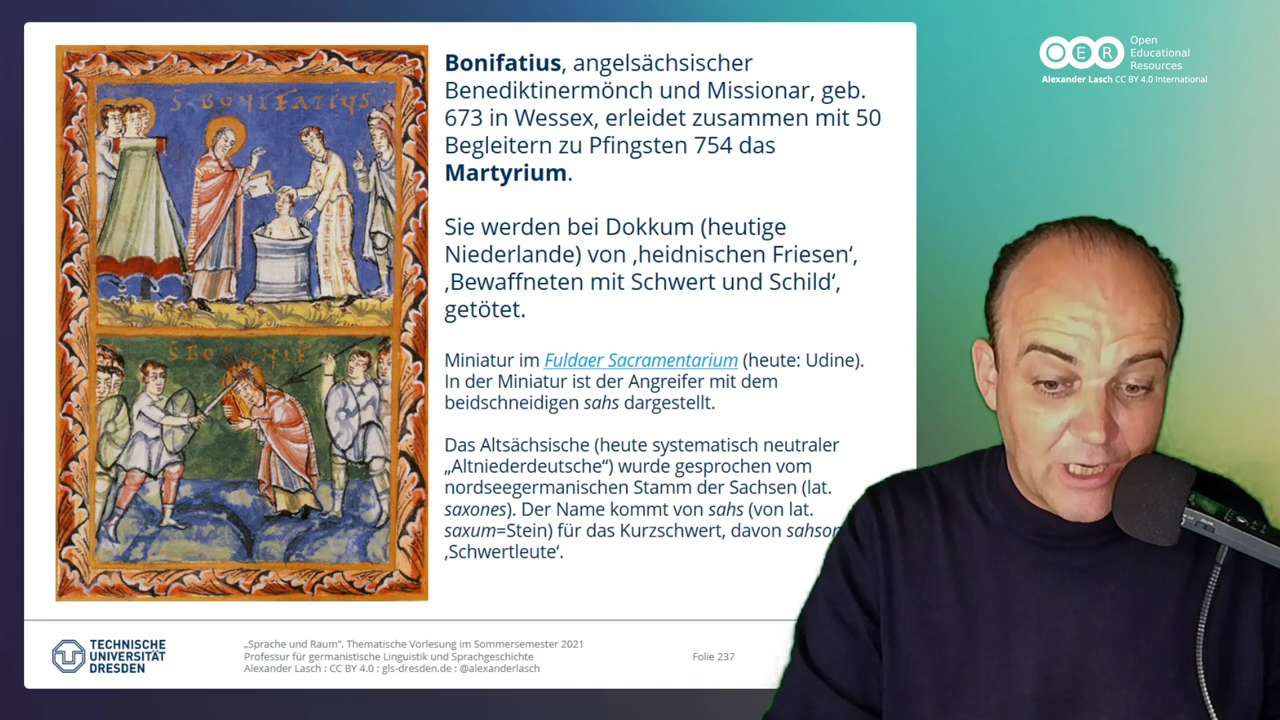 OER
Open
Educational
Resources
Alexander Lasch CC BY 4.0 International
S BONIFATIUS
Bonifatius, angelsächsischer
Benediktinermönch und Missionar, geb.
673 in Wessex, erleidet zusammen mit 50
Begleitern zu Pfingsten 754 das
Martyrium.
Sie werden bei Dokkum (heutige
Niederlande) von ‚heidnischen Friesen‘,
‚Bewaffneten mit Schwert und Schild‘,
getötet.
Miniatur im Fuldaer Sacramentarium (heute: Udine).
In der Miniatur ist der Angreifer mit dem
beidschneidigen sahs dargestellt.
Das Altsächsische (heute systematisch neutraler
„Altniederdeutsche“) wurde gesprochen vom
nordseegermanischen Stamm der Sachsen (lat.
saxones). Der Name kommt von sahs (von lat.
saxum=Stein) für das Kurzschwert, davon
‚Schwertleute‘.
TECHNISCHE
UNIVERSITÄT
DRESDEN
„Sprache und Raum“. Thematische Vorlesung im Sommersemester 2021
Professur für germanistische Linguistik und Sprachgeschichte
Alexander Lasch : CC BY 4.0 : gls-dresden.de : @alexanderlasch
Folie 237